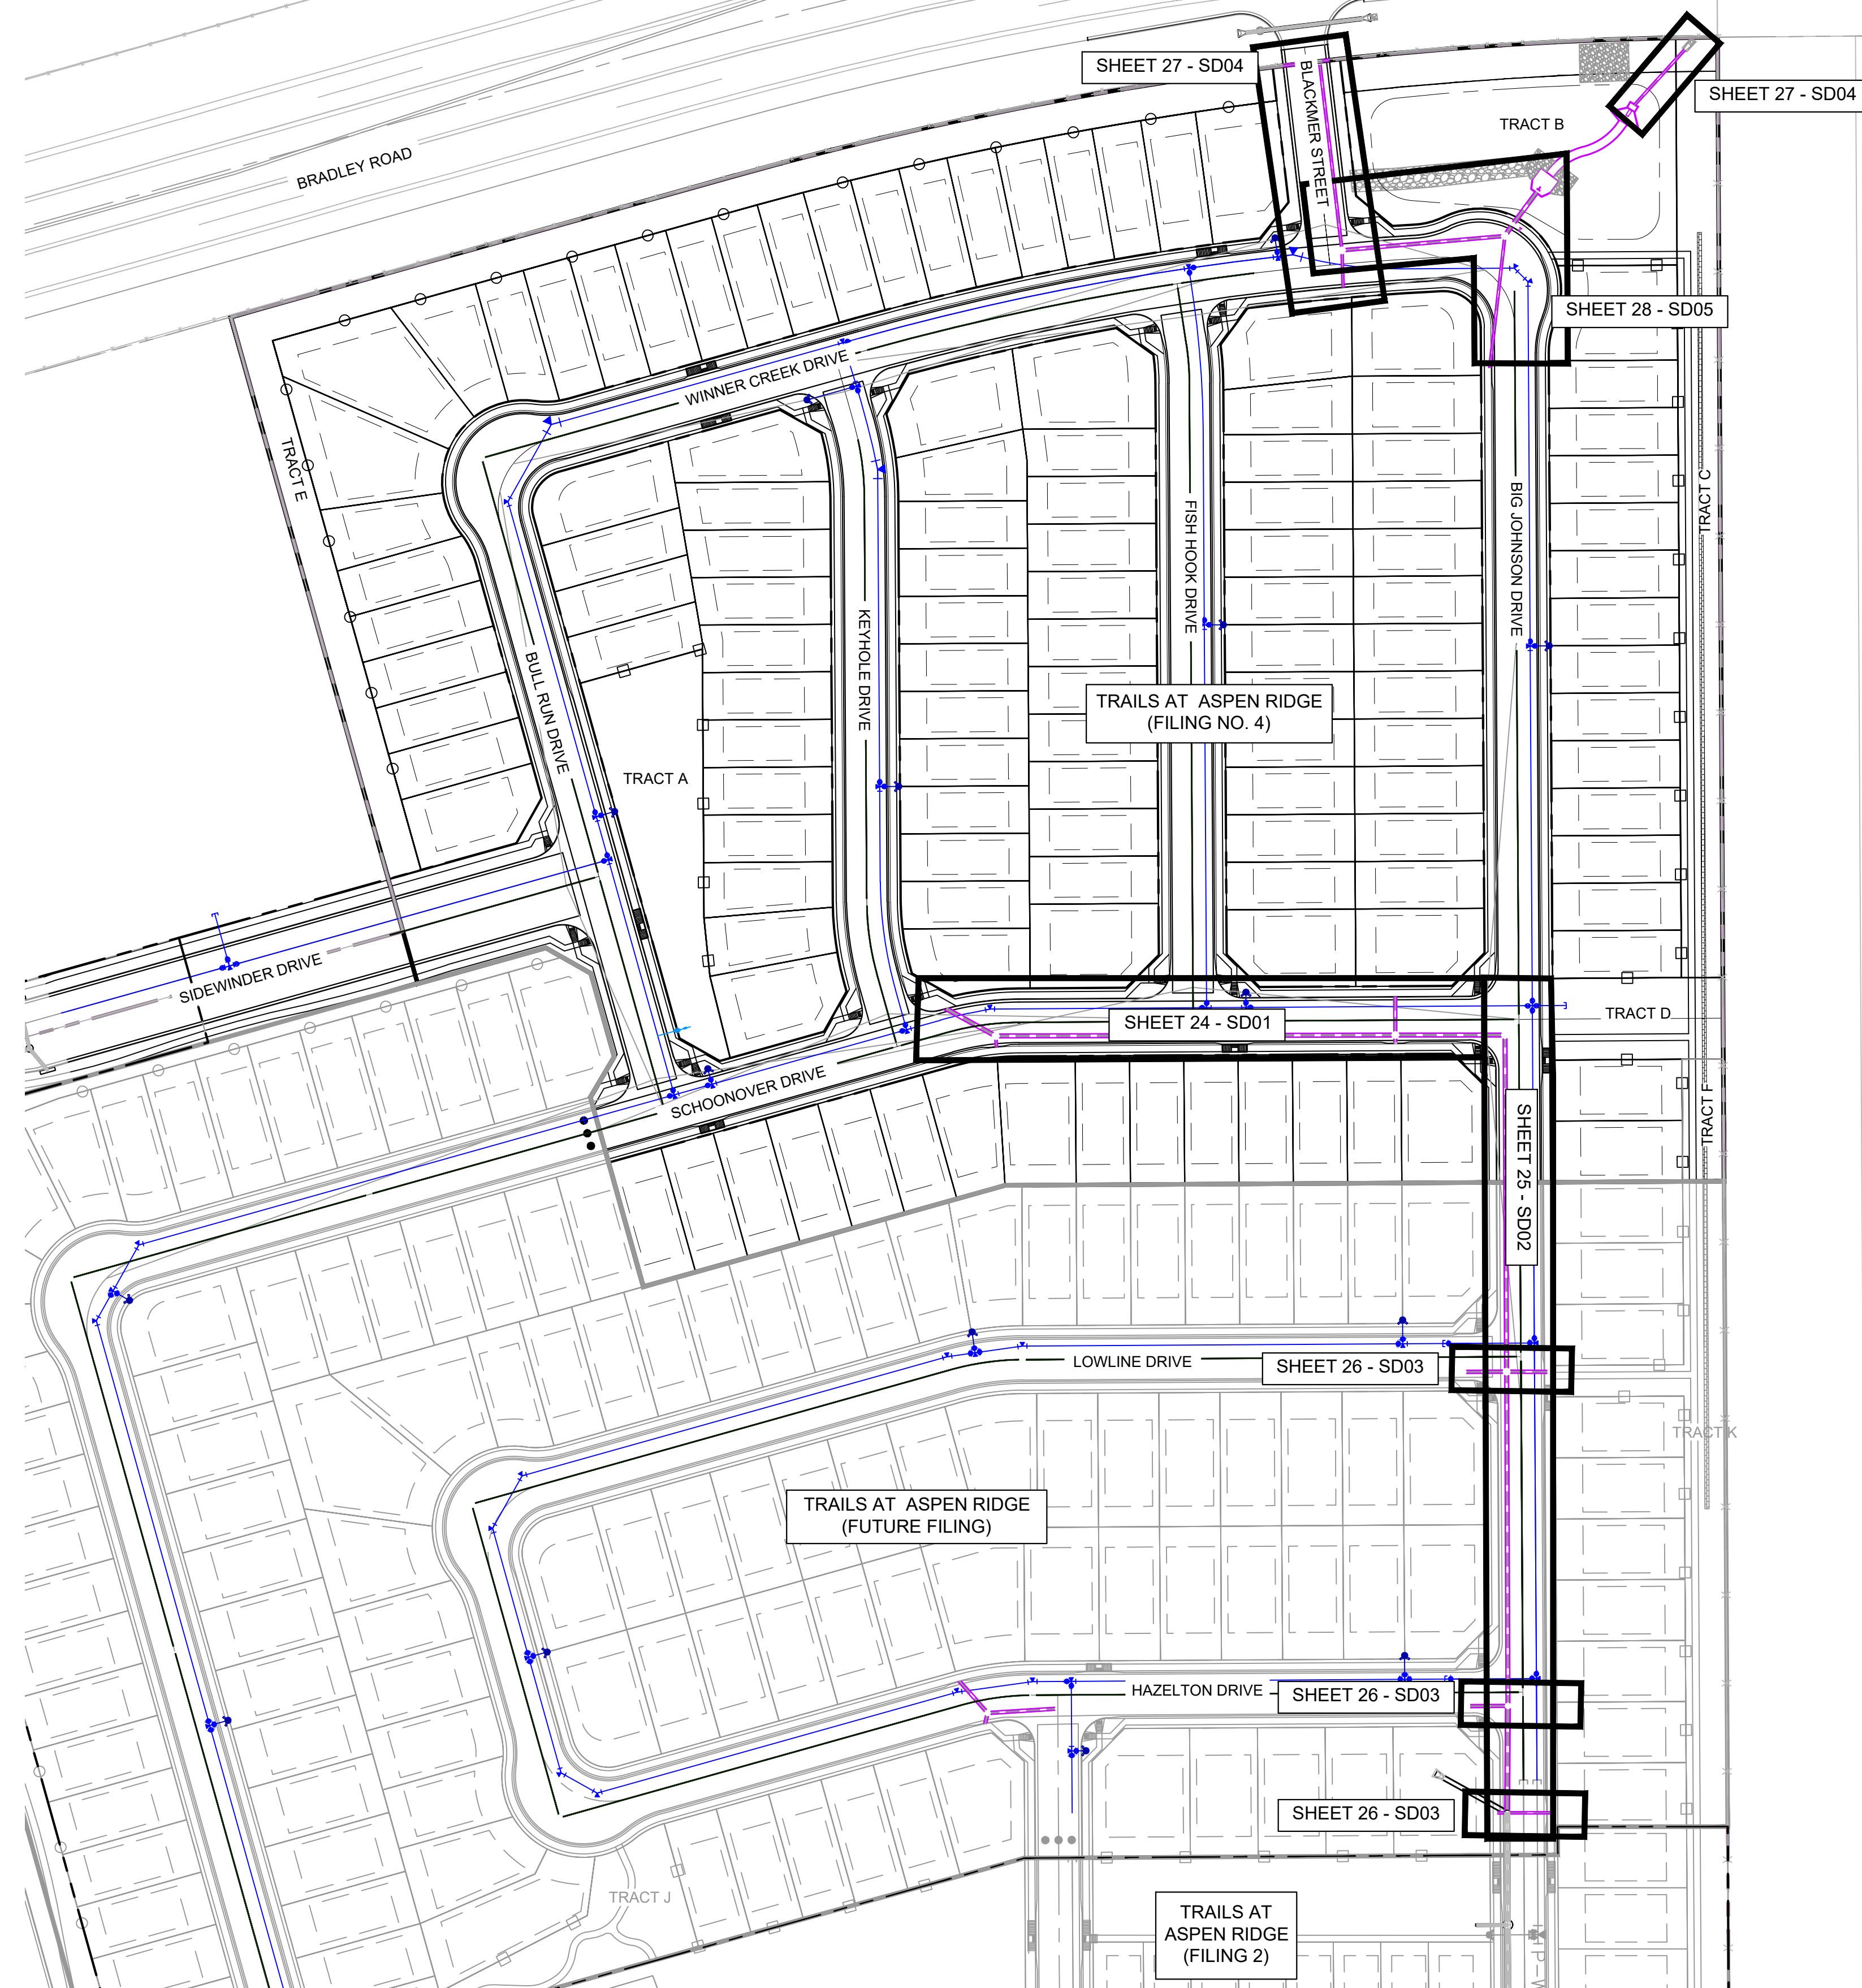 SHEET 27 - SD04
BLACKMER STREET
SHEET 27 - SD04
TRACT B
BRADLEY ROAD
SHEET 28 - SD05
WINNER CREEK DRIVE
TRACT E
TRACT C
FISH HOOK DRIVE
BIG JOHNSON DRIVE
KEYHOLE DRIVE
BULL RUN DRIVE
TRAILS AT ASPEN RIDGE
(FILING NO. 4)
TRACT A
SIDEWINDER DRIVE
SHEET 24 - SD01
TRACT D
SCHOONOVER DRIVE
TRACT F
SHEET 25 - SD02
LOWLINE DRIVE
SHEET 26 - SD03
TRACT K
TRAILS AT ASPEN RIDGE
(FUTURE FILING)
HAZELTON DRIVE
SHEET 26 - SD03
SHEET 26 - SD03
TRACT J
TRAILS AT
ASPEN RIDGE
(FILING 2)